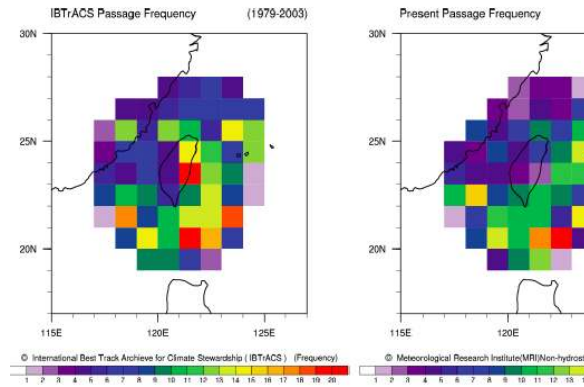 IBTrACS Passage Frequency (1979-2003)
30N
25N
20N
115E 120E 125E
© International Best Track Archive for Climate Stewardship ( IBTrACS ) (Frequency)
1 2 3 4 5 6 7 8 9 10 11 12 13 14 15 16 17 18 19 20
Present Passage Frequency
30N
25N
20N
115E 120E
© Meteorological Research Institute(MRI)Non-hydros
1 2 3 4 5 6 7 8 9 10 11 12 13